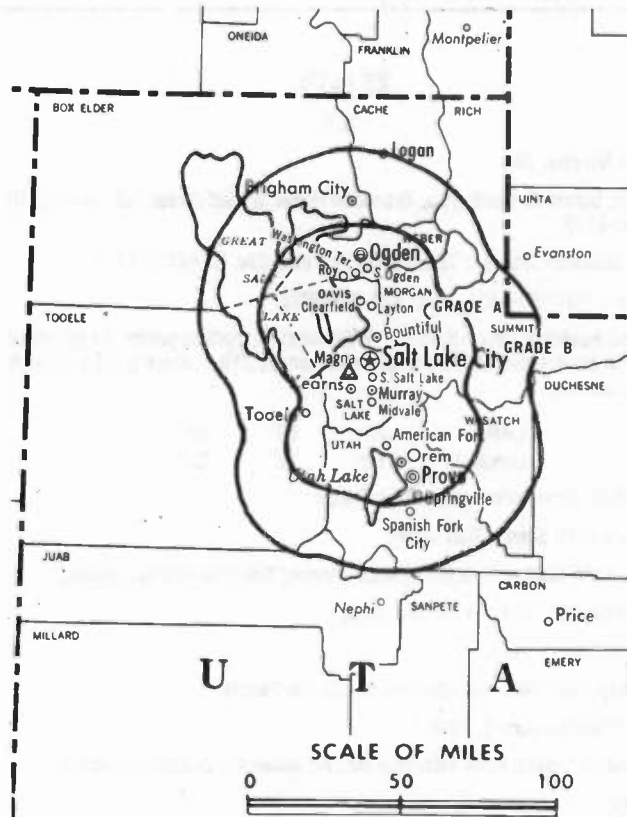 ONEIDA
FRANKLIN
Montpelier
BOX ELDER
CACHE
RICH
Logan
Brigham City
UINTA
GREAT
SALT
LAKE
Washington Ter.
Ogden
WEBER
Evanston
Roy
S. Ogden
MORGAN
DAVIS
Clearfield
Layton
GRADE A
TOOELE
SUMMIT
Bountiful
GRADE
Magna
Salt Lake City
Kearns
S. Salt Lake
DUCHESNE
SALT LAKE
Murray
Midvale
Tooele
WASATCH
UTAH
American For
Orem
Utah Lake
Provo
Springville
Spanish Fork
City
JUAB
CARBON
Nephi
SANPETE
Price
MILLARD
EMERY
U T A
SCALE OF MILES
0 50 100